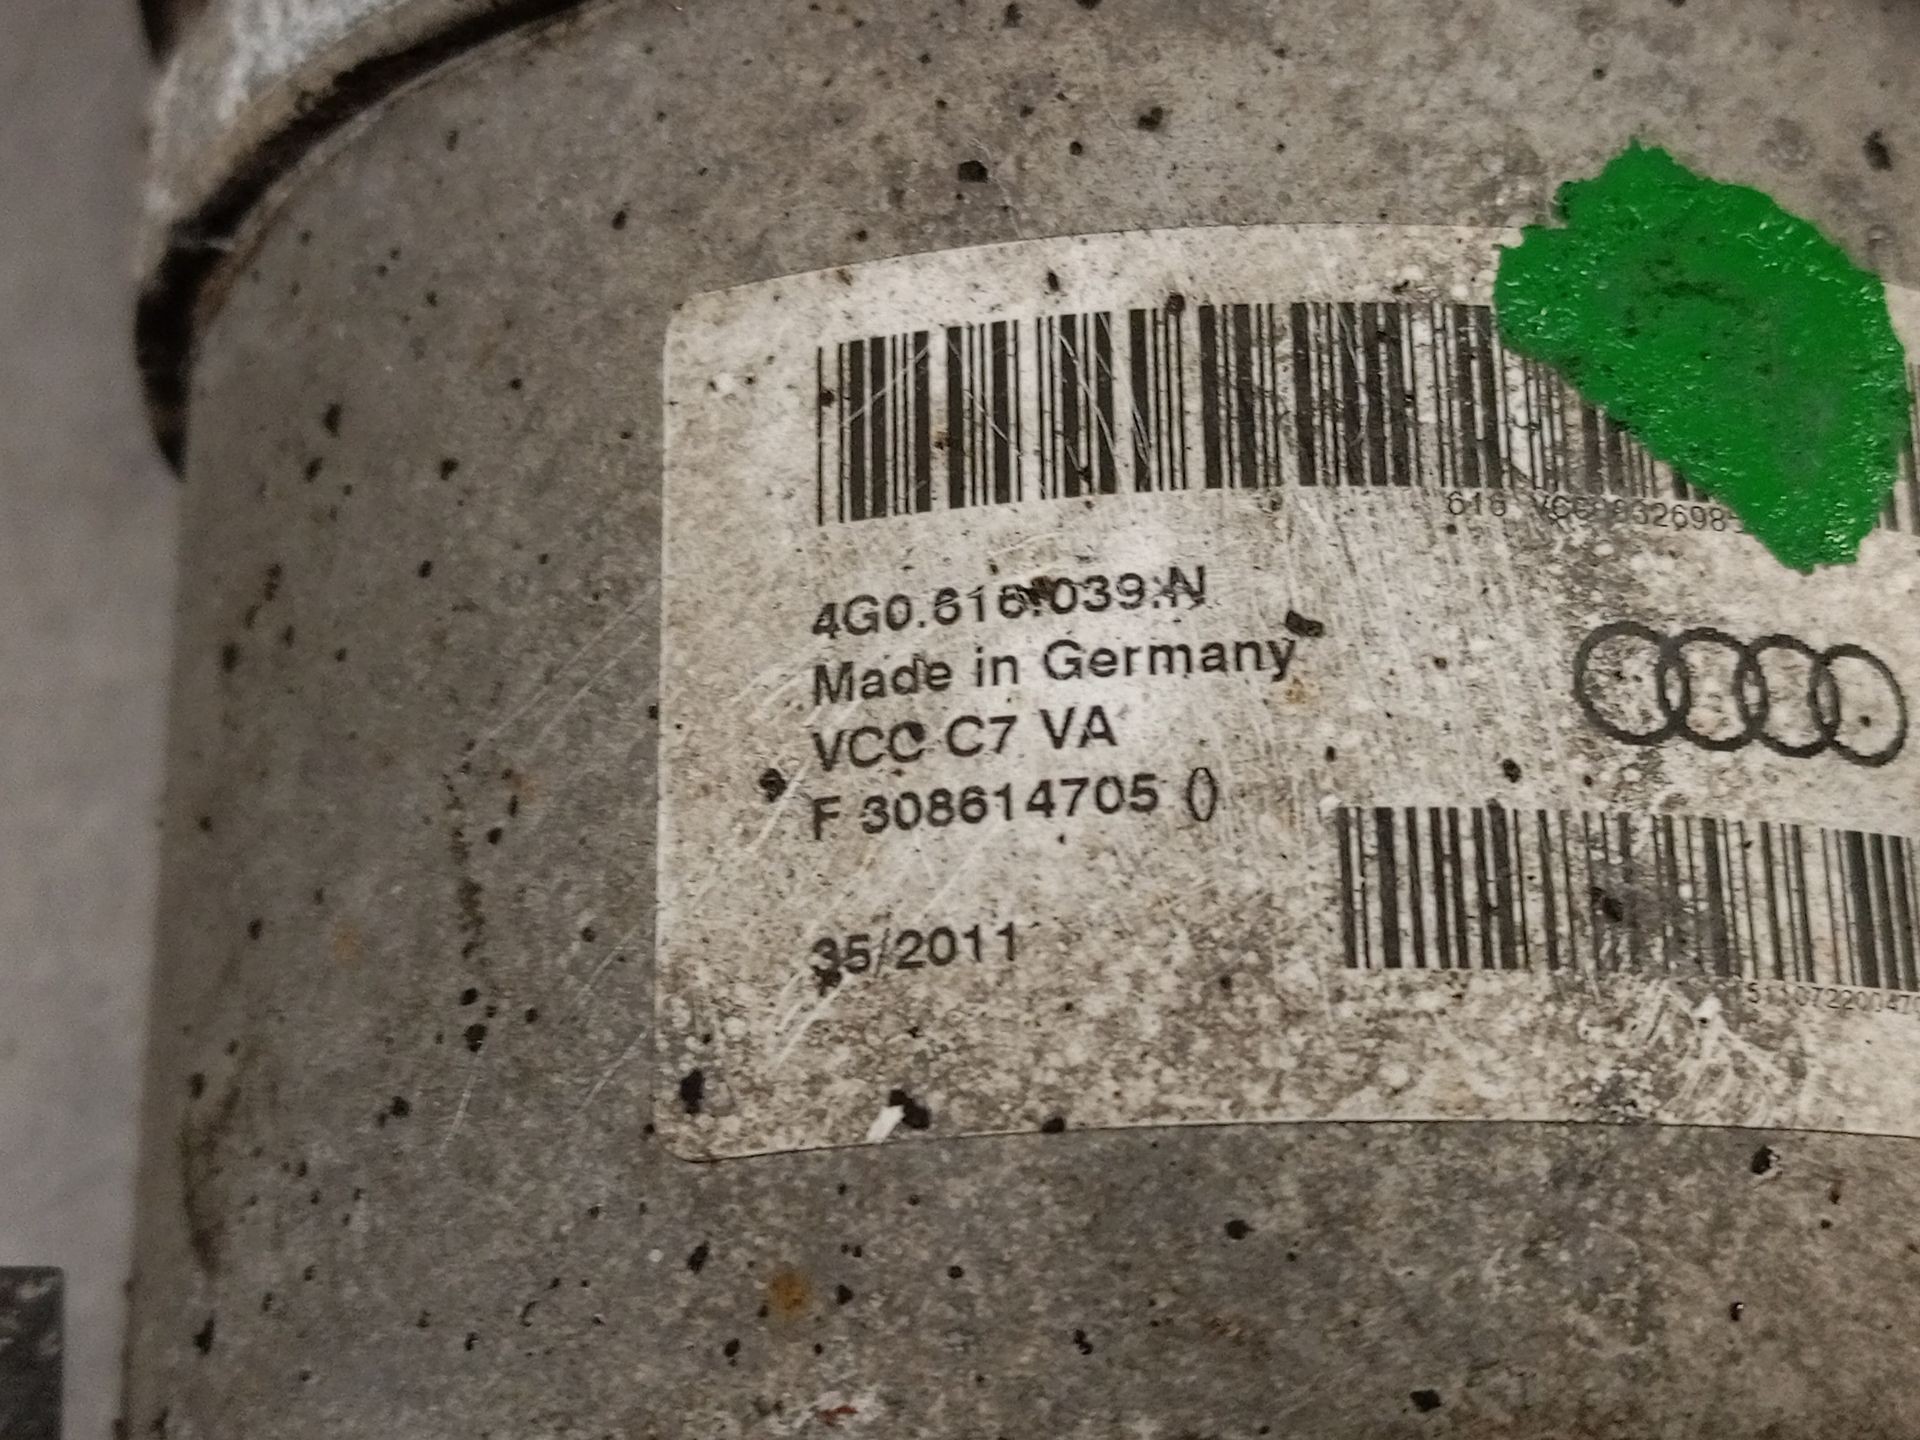 4G0.616.039.N
Made in Germany
VCC C7 VA
F 308614705 ()
35/2011